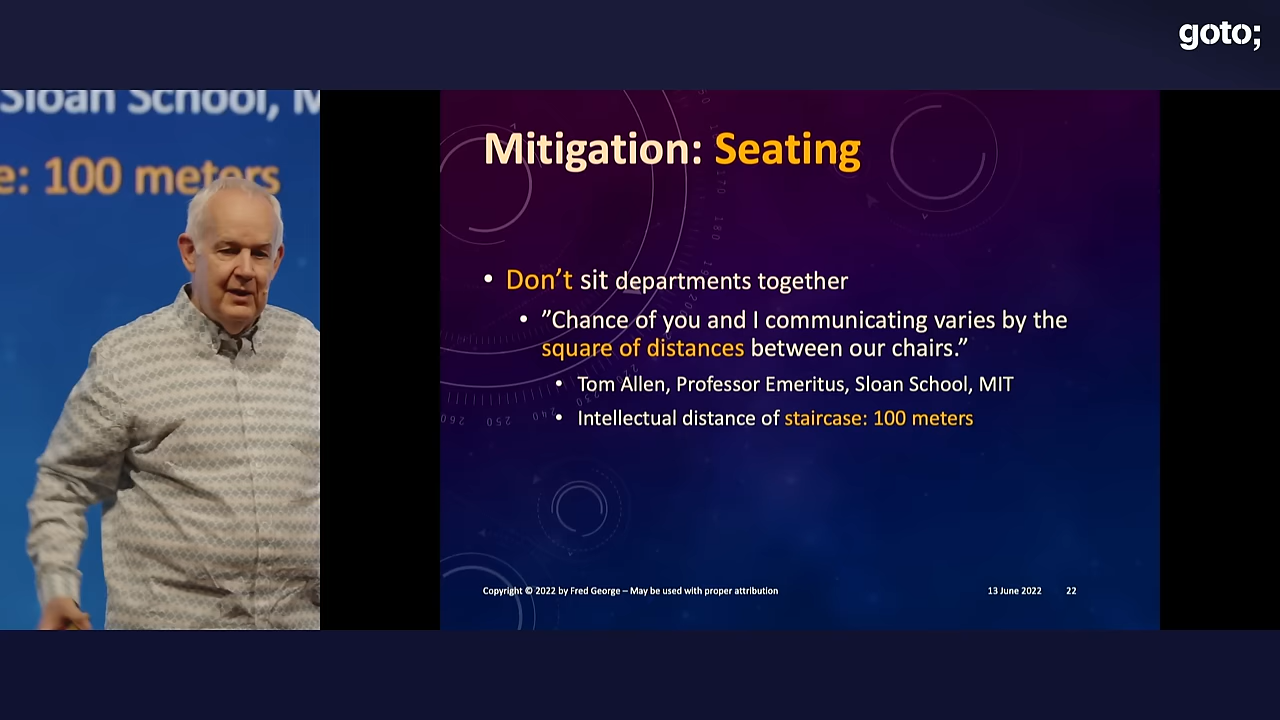 goto;
Sloan School, M
e: 100 meters
Mitigation: Seating
• Don’t sit departments together
• ”Chance of you and I communicating varies by the
square of distances between our chairs.”
• Tom Allen, Professor Emeritus, Sloan School, MIT
• Intellectual distance of staircase: 100 meters
Copyright © 2022 by Fred George – May be used with proper attribution
13 June 2022
22